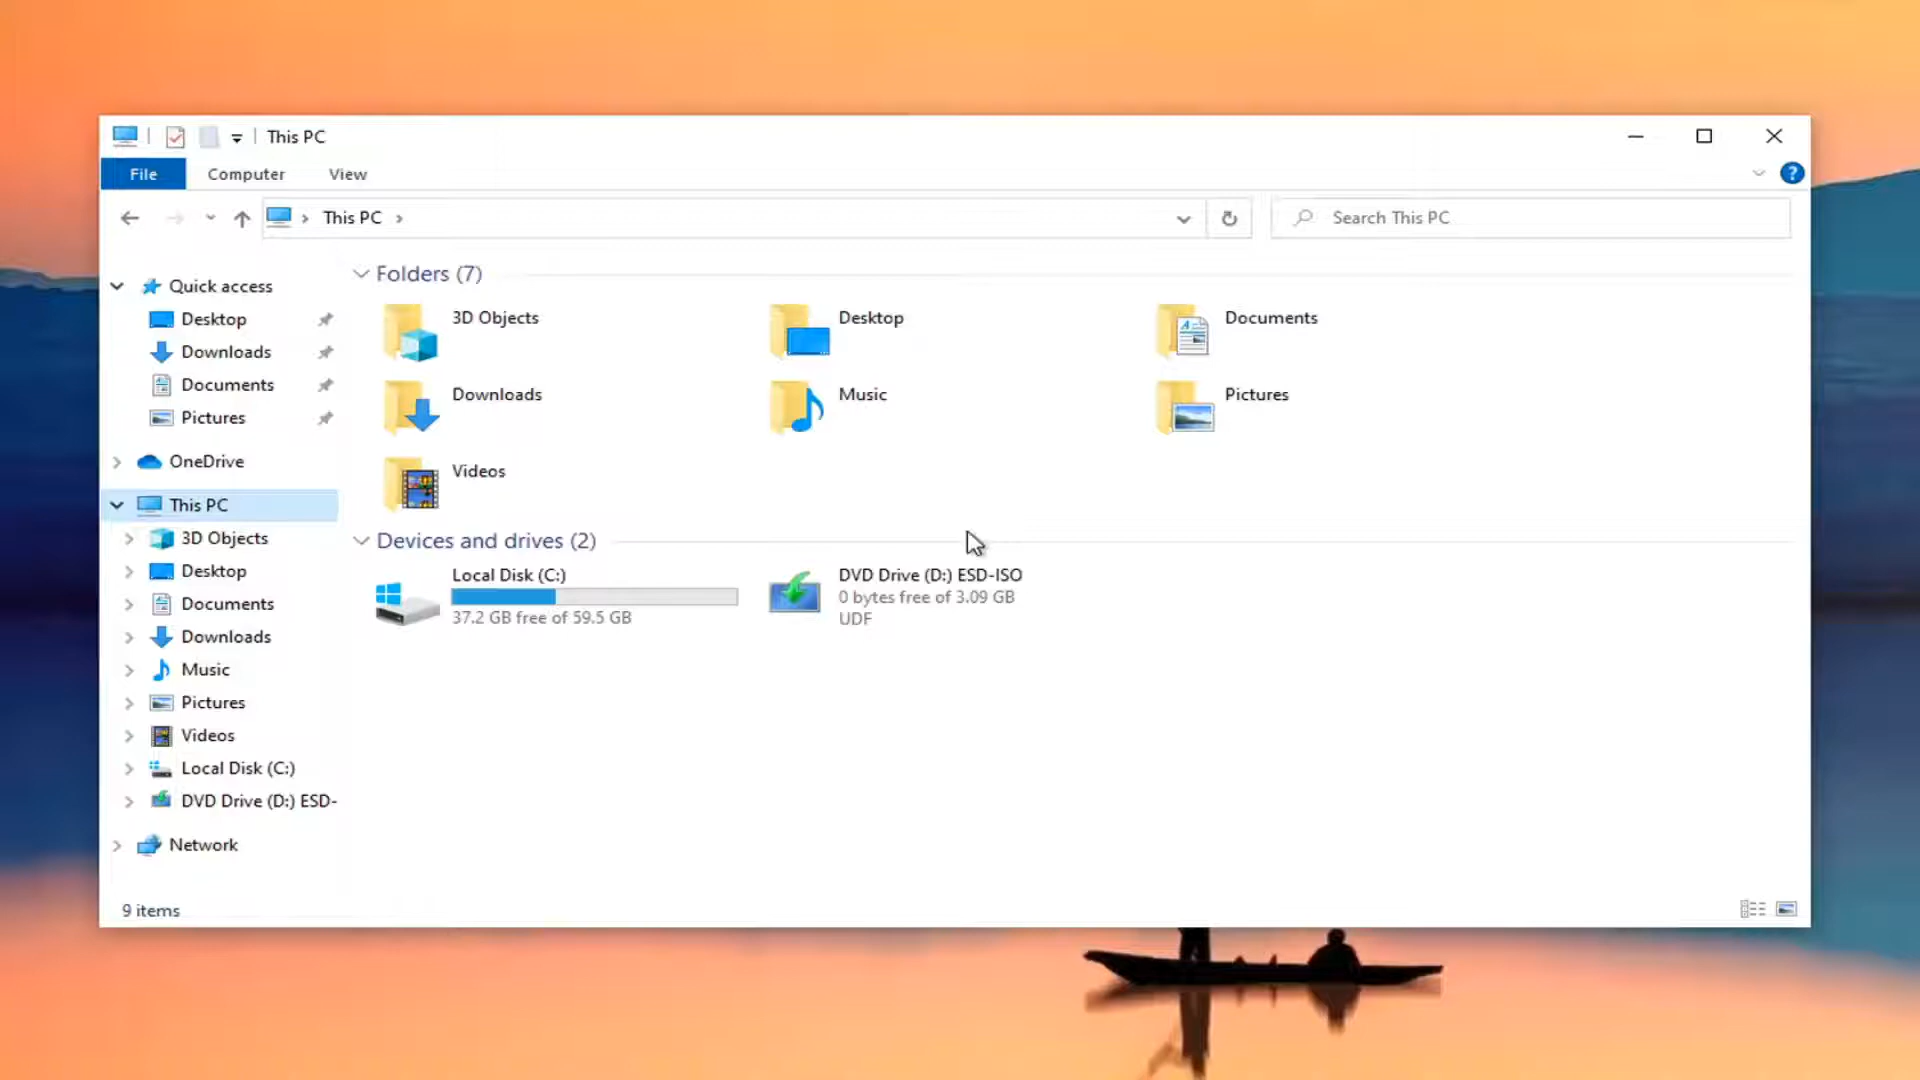 This PC
File Computer View
?
This PC
Search This PC
Quick access
Desktop
Downloads
Documents
Pictures
OneDrive
This PC
3D Objects
Desktop
Documents
Downloads
Music
Pictures
Videos
Local Disk (C:)
DVD Drive (D:) ESD-
Network
Folders (7)
3D Objects
Desktop
Documents
Downloads
Music
Pictures
Videos
Devices and drives (2)
Local Disk (C:)
37.2 GB free of 59.5 GB
DVD Drive (D:) ESD-ISO
0 bytes free of 3.09 GB
UDF
9 items